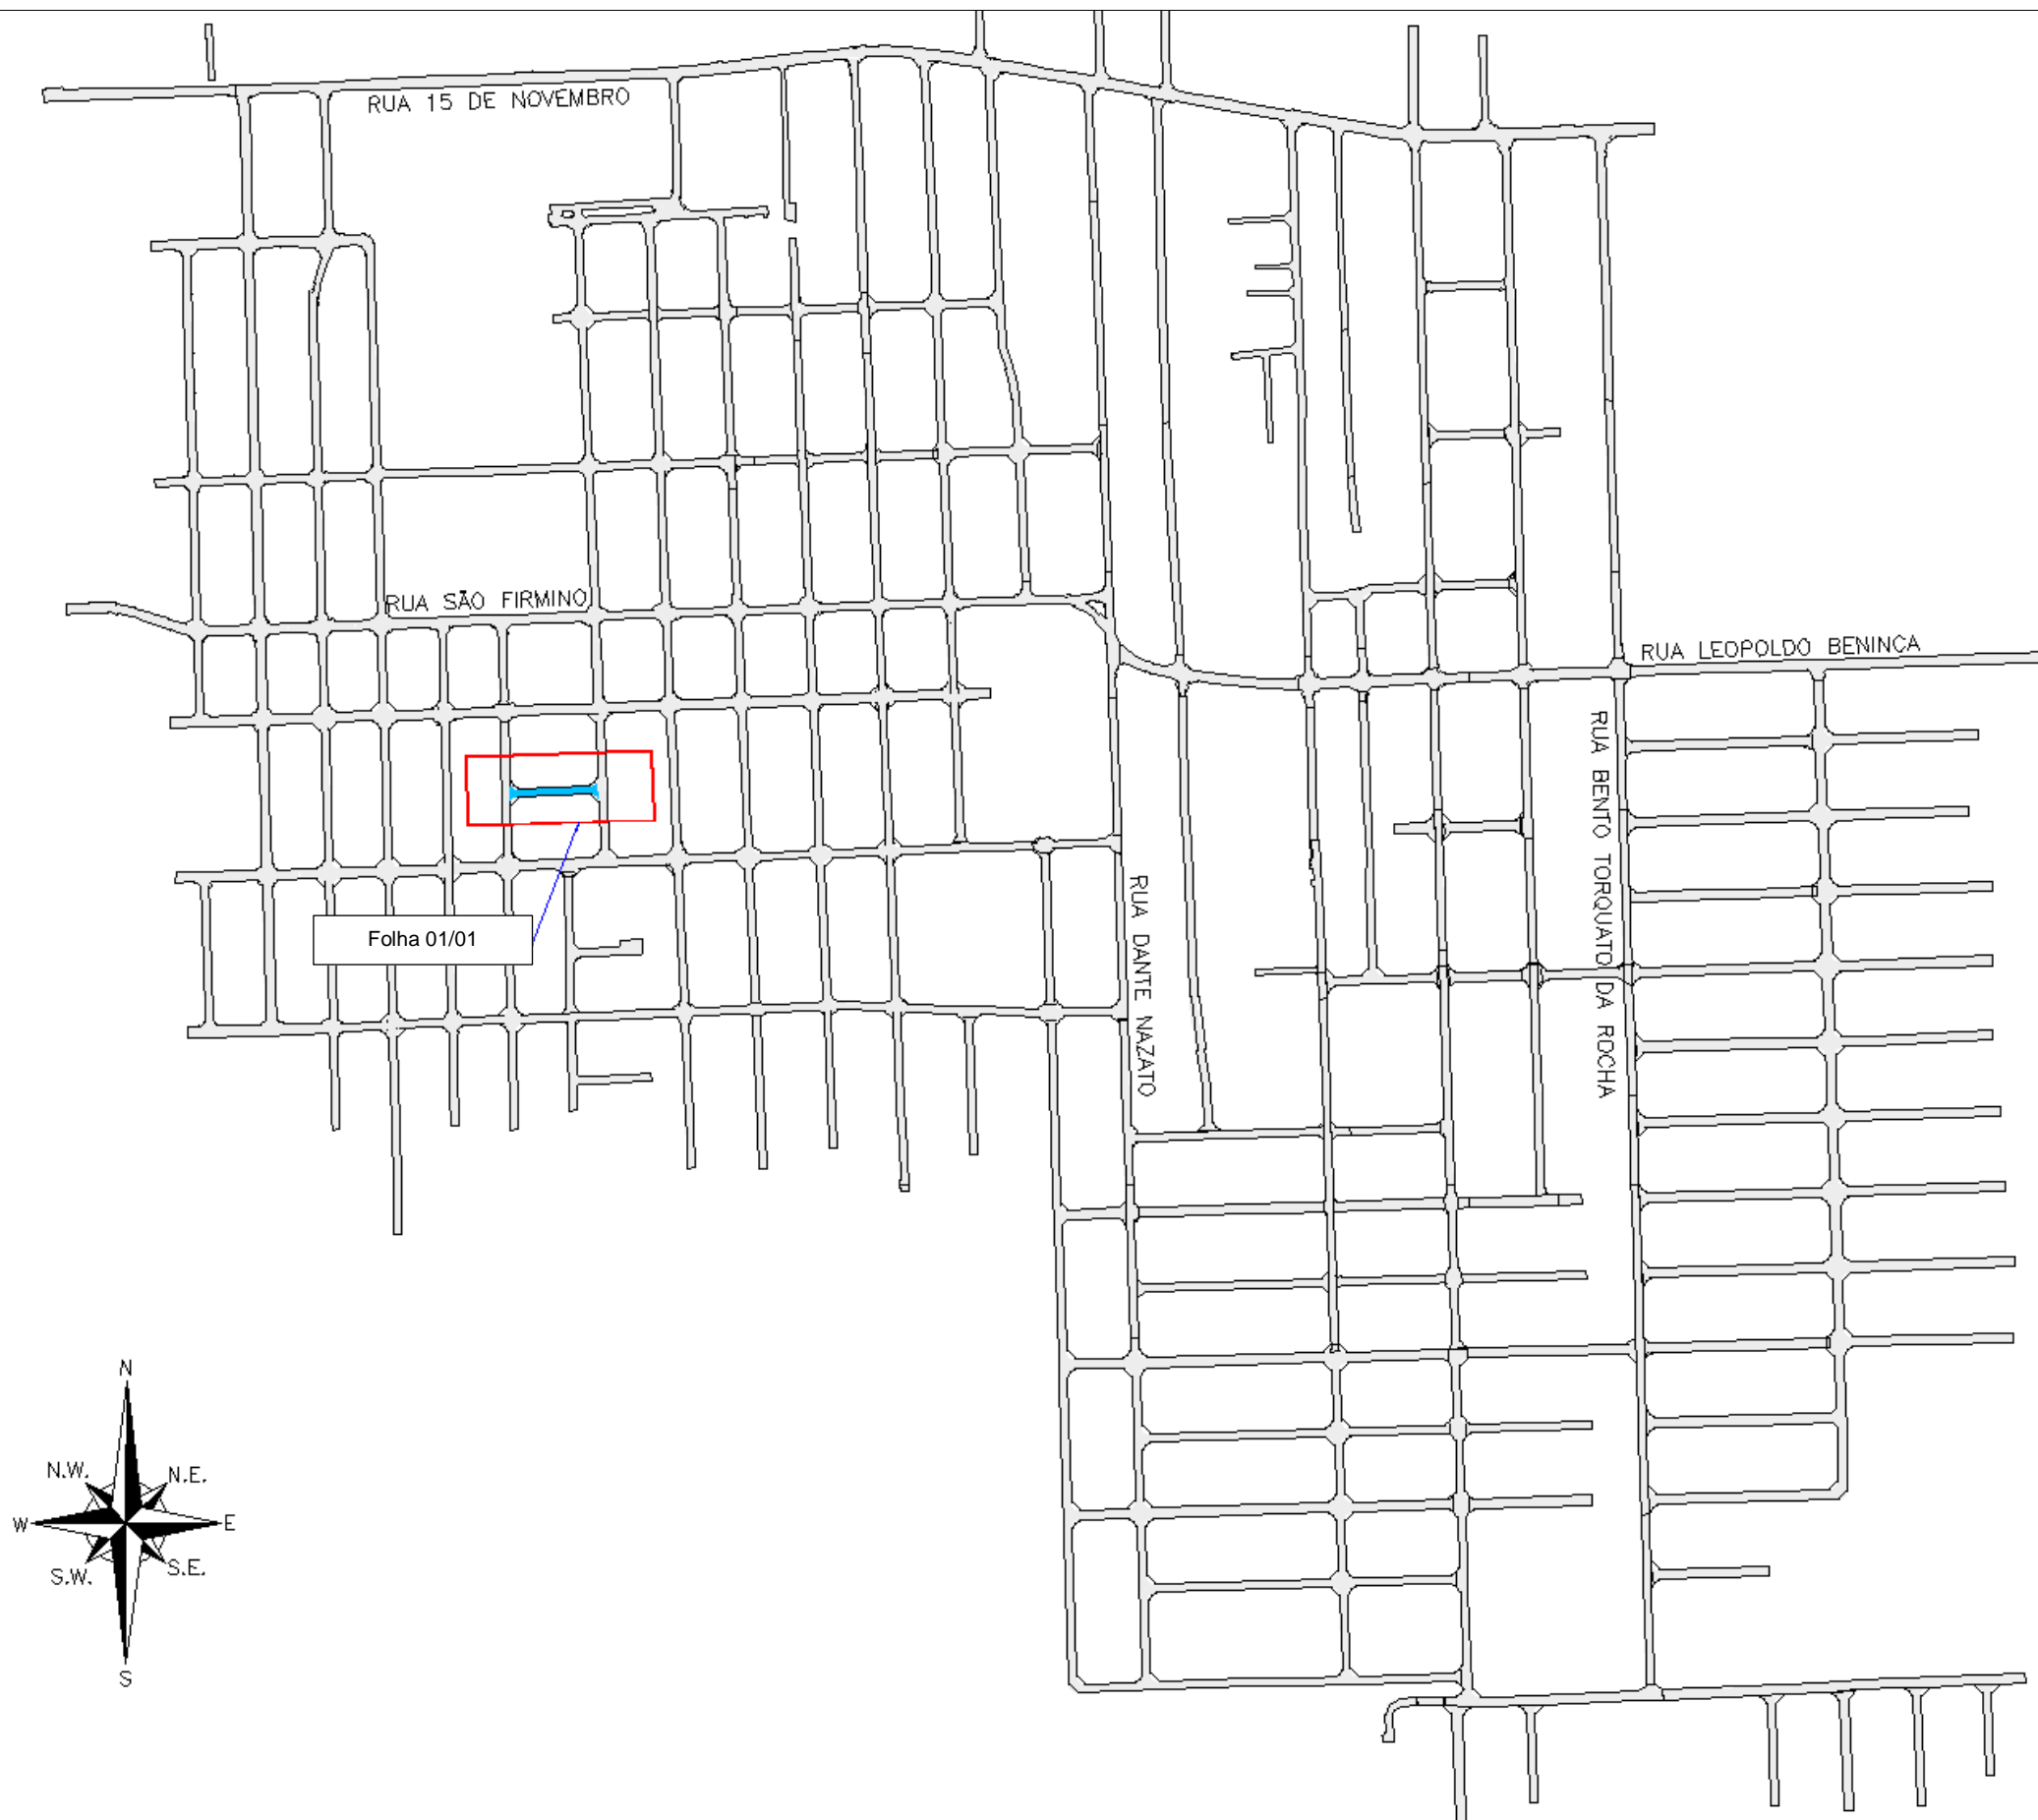 RUA 15 DE NOVEMBRO
RUA SÃO FIRMINO
RUA LEOPOLDO BENINCA
RUA BENTO TORQUATO DA ROCHA
RUA DANTE NAZATO
Folha 01/01
N
N.W.
N.E.
W
E
S.W.
S.E.
S